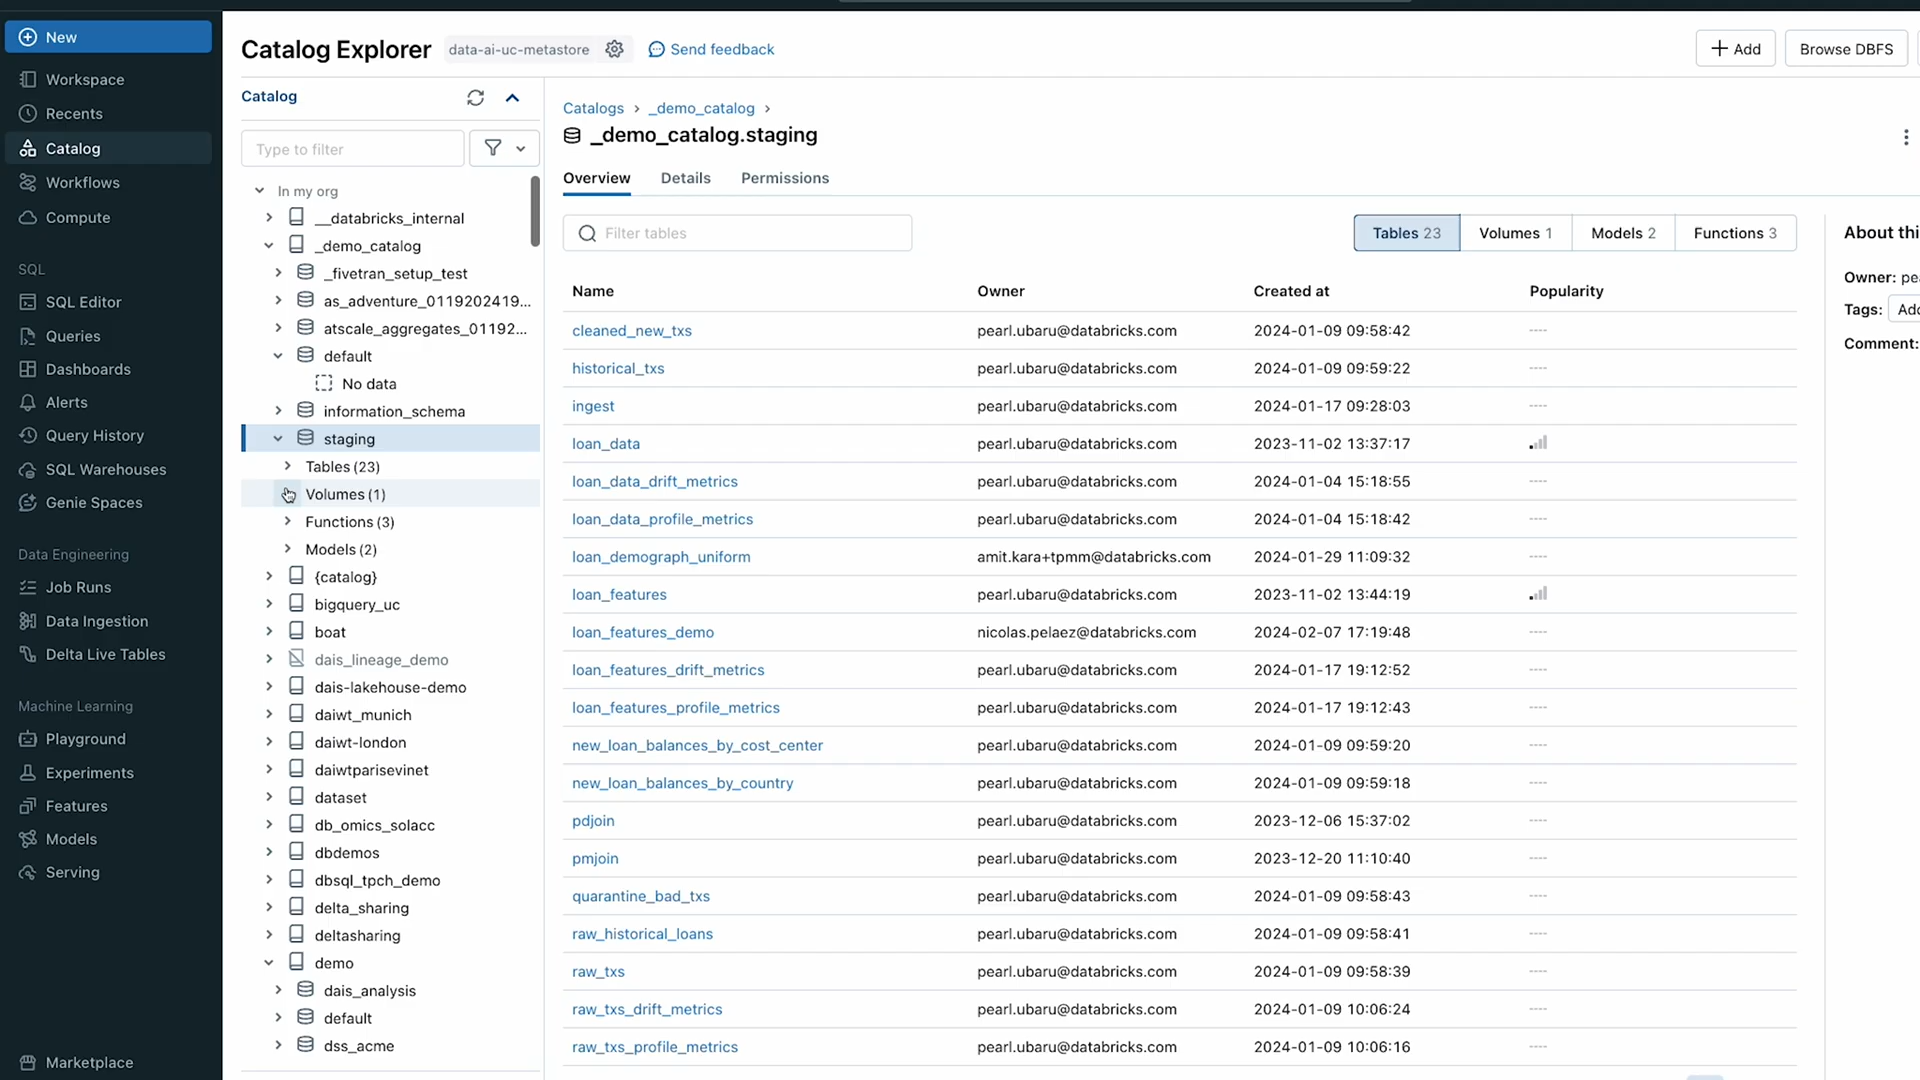 New
Workspace
Recents
Catalog
Workflows
Compute
SQL
SQL Editor
Queries
Dashboards
Alerts
Query History
SQL Warehouses
Genie Spaces
Data Engineering
Job Runs
Data Ingestion
Delta Live Tables
Machine Learning
Playground
Experiments
Features
Models
Serving
Marketplace
Catalog Explorer data-ai-uc-metastore Send feedback
Add Browse DBFS
Catalog
Type to filter
In my org
__databricks_internal
_demo_catalog
_fivetran_setup_test
as_adventure_0119202419...
atscale_aggregates_01192...
default
No data
information_schema
staging
Tables (23)
Volumes (1)
Functions (3)
Models (2)
{catalog}
bigquery_uc
boat
dais_lineage_demo
dais-lakehouse-demo
daiwt_munich
daiwt-london
daiwtparisevinet
dataset
db_omics_solacc
dbdemos
dbsql_tpch_demo
delta_sharing
deltasharing
demo
dais_analysis
default
dss_acme
Catalogs > _demo_catalog >
_demo_catalog.staging
Overview Details Permissions
Filter tables
Tables 23 Volumes 1 Models 2 Functions 3
Name Owner Created at Popularity
cleaned_new_txs pearl.ubaru@databricks.com 2024-01-09 09:58:42 ----
historical_txs pearl.ubaru@databricks.com 2024-01-09 09:59:22 ----
ingest pearl.ubaru@databricks.com 2024-01-17 09:28:03 ----
loan_data pearl.ubaru@databricks.com 2023-11-02 13:37:17
loan_data_drift_metrics pearl.ubaru@databricks.com 2024-01-04 15:18:55 ----
loan_data_profile_metrics pearl.ubaru@databricks.com 2024-01-04 15:18:42 ----
loan_demograph_uniform amit.kara+tpmm@databricks.com 2024-01-29 11:09:32 ----
loan_features pearl.ubaru@databricks.com 2023-11-02 13:44:19
loan_features_demo nicolas.pelaez@databricks.com 2024-02-07 17:19:48 ----
loan_features_drift_metrics pearl.ubaru@databricks.com 2024-01-17 19:12:52 ----
loan_features_profile_metrics pearl.ubaru@databricks.com 2024-01-17 19:12:43 ----
new_loan_balances_by_cost_center pearl.ubaru@databricks.com 2024-01-09 09:59:20 ----
new_loan_balances_by_country pearl.ubaru@databricks.com 2024-01-09 09:59:18 ----
pdjoin pearl.ubaru@databricks.com 2023-12-06 15:37:02 ----
pmjoin pearl.ubaru@databricks.com 2023-12-20 11:10:40 ----
quarantine_bad_txs pearl.ubaru@databricks.com 2024-01-09 09:58:43 ----
raw_historical_loans pearl.ubaru@databricks.com 2024-01-09 09:58:41 ----
raw_txs pearl.ubaru@databricks.com 2024-01-09 09:58:39 ----
raw_txs_drift_metrics pearl.ubaru@databricks.com 2024-01-09 10:06:24 ----
raw_txs_profile_metrics pearl.ubaru@databricks.com 2024-01-09 10:06:16 ----
About thi
Owner: pe
Tags: Add
Comment: